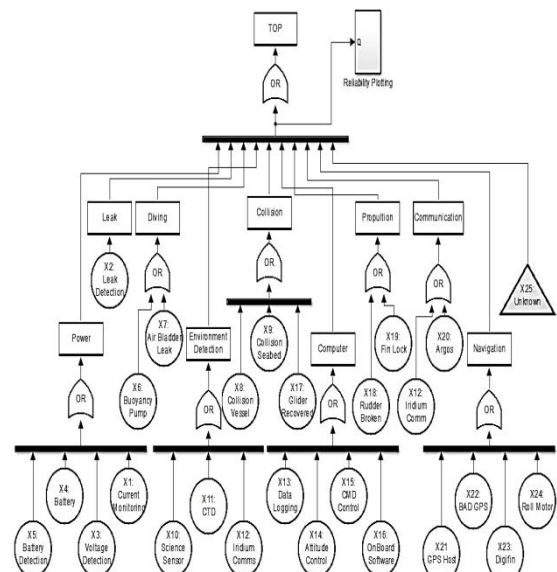 TOP
Q
Reliability Plotting
OR
Leak
Diving
Collision
Propultion
Communication
X2:
Leak
Detection
OR
OR
OR
OR
X25:
Unknown
Power
X7:
Air Bladder
Leak
Environment
Detection
X9:
Collision
Seabed
Computer
X19:
Fin Lock
X20:
Argos
Navigation
X6:
Buoyancy
Pump
X8:
Collision
Vessel
X17:
Glider
Recovered
X18:
Rudder
Broken
X12:
Iridium
Comm
OR
OR
OR
OR
X5:
Battery
Detection
X4:
Battery
X3:
Voltage
Detection
X1:
Current
Monitoring
X10:
Science
Sensor
X11:
CTD
X12:
Iridium
Comms
X13:
Data
Logging
X14:
Attitude
Control
X15:
CMD
Control
X16:
OnBoard
Software
X21
GPS Host
X22:
BAD GPS
X23:
Digifin
X24:
Roll Motor